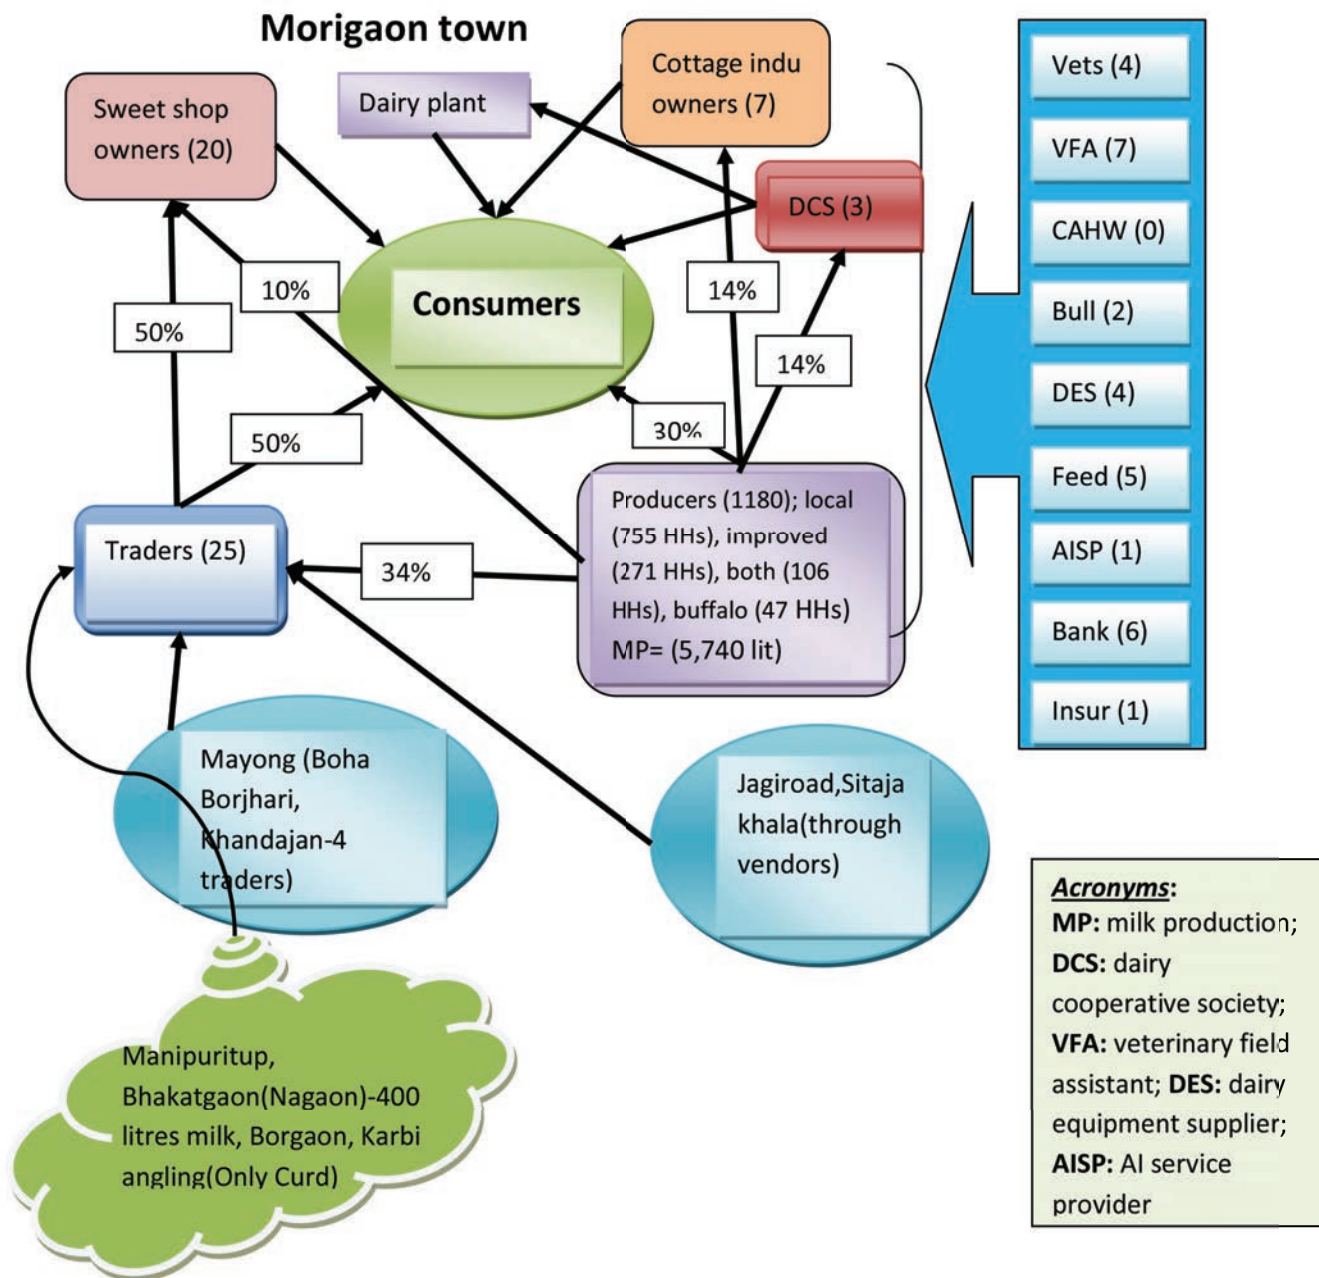 Morigaon town
Sweet shop
owners (20)
Dairy plant
Cottage indu
owners (7)
DCS (3)
Consumers
10%
14%
50%
14%
50%
30%
Producers (1180); local
(755 HHs), improved
(271 HHs), both (106
HHs), buffalo (47 HHs)
MP= (5,740 lit)
Traders (25)
34%
Mayong (Boha
Borjhari,
Khandajan-4
traders)
Jagiroad,Sitaja
khala(through
vendors)
Manipuritup,
Bhakatgaon(Nagaon)-400
litres milk, Borgaon, Karbi
angling(Only Curd)
Vets (4)
VFA (7)
CAHW (0)
Bull (2)
DES (4)
Feed (5)
AISP (1)
Bank (6)
Insur (1)
Acronyms:
MP: milk production;
DCS: dairy
cooperative society;
VFA: veterinary field
assistant; DES: dairy
equipment supplier;
AISP: AI service
provider